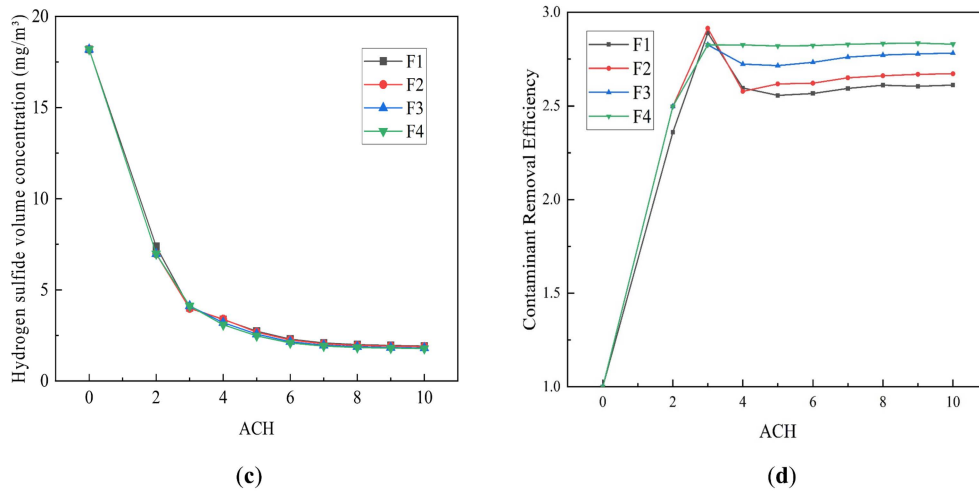 Hydrogen sulfide volume concentration (mg/m³)
20
15
10
5
0
0 2 4 6 8 10
ACH
F1
F2
F3
F4
(c)
Contaminant Removal Efficiency
3.0
2.5
2.0
1.5
1.0
0 2 4 6 8 10
ACH
F1
F2
F3
F4
(d)